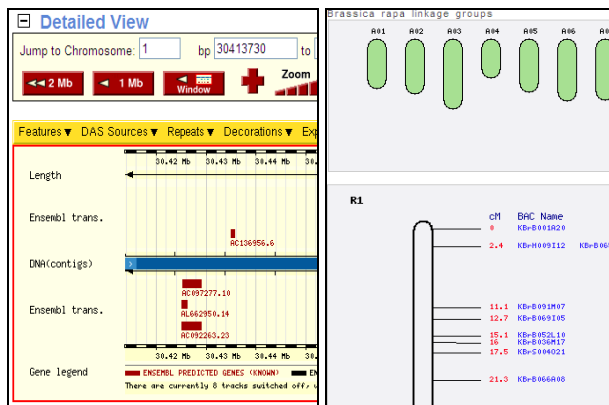 Detailed View
Jump to Chromosome: 1 bp 30413730 to
2 Mb 1 Mb Window Zoom
Features ▼ DAS Sources ▼ Repeats ▼ Decorations ▼
30.42 Mb 30.43 Mb 30.44 Mb 30.
Length
Ensembl trans.
AC136956.6
DNA(contigs)
AC097277.10
Ensembl trans.
AL662950.14
AC092263.23
30.42 Mb 30.43 Mb 30.44 Mb 30.
Gene legend
ENSEMBL PREDICTED GENES (KNOWN)
There are currently 8 tracks switched off,
Brassica rapa linkage groups
A01 A02 A03 A04 A05 A06
R1
cM BAC Name
0 KBrB001A20
2.4 KBrM009I12
11.1 KBrB091M07
12.7 KBrB069I05
15.1 KBrB052L10
16 KBrB036M17
17.5 KBrS004O21
21.3 KBrB066A08